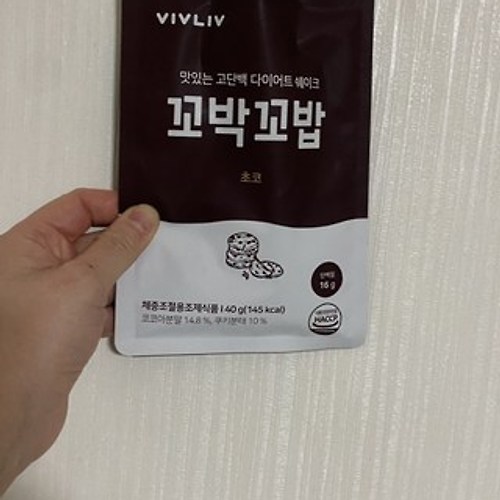 VIVLIV
맛있는 고단백 다이어트 쉐이크
꼬박꼬밥
초코
단백질
16 g
체중조절용조제식품 I 40 g(145 kcal)
코코아분말 14.8 %, 쿠키분태 10 %
HACCP